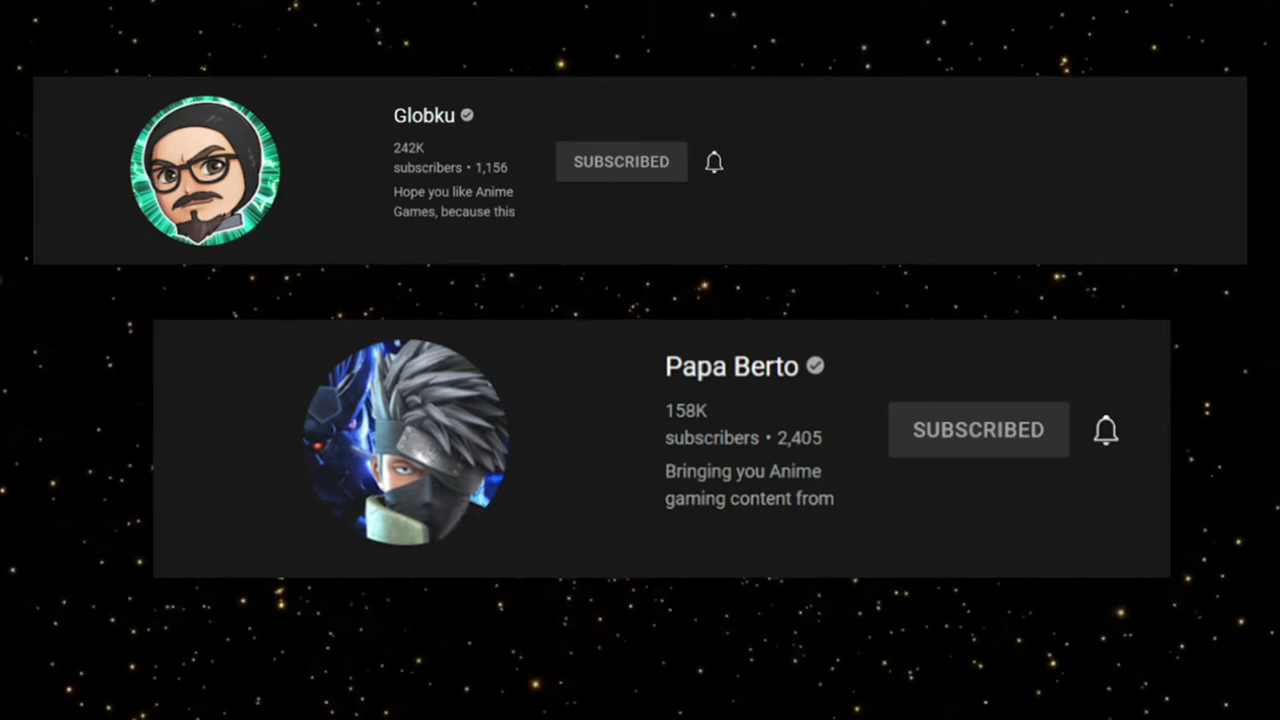 Globku
242K
subscribers • 1,156
Hope you like Anime
Games, because this
SUBSCRIBED
Papa Berto
158K
subscribers • 2,405
Bringing you Anime
gaming content from
SUBSCRIBED